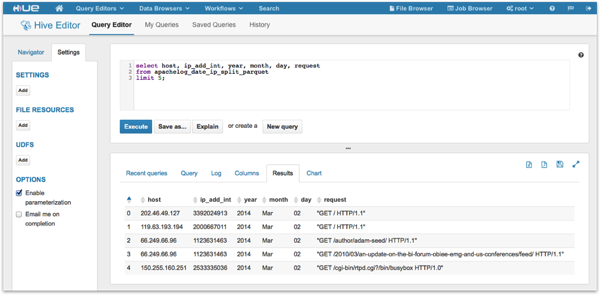 HUE Query Editors Data Browsers Workflows Search File Browser Job Browser root
Hive Editor Query Editor My Queries Saved Queries History
Navigator Settings
SETTINGS
Add
FILE RESOURCES
Add
UDFS
Add
OPTIONS
Enable
parameterization
Email me on
completion
1 select host, ip_add_int, year, month, day, request
2 from apachelog_date_ip_split_parquet
3 limit 5;
Execute Save as... Explain or create a New query
Recent queries Query Log Columns Results Chart
host ip_add_int year month day request
0 202.46.49.127 3392024913 2014 Mar 02 "GET / HTTP/1.1"
1 119.63.193.194 2000667011 2014 Mar 02 "GET / HTTP/1.1"
2 66.249.66.96 1123631463 2014 Mar 02 "GET /author/adam-seed/ HTTP/1.1"
3 66.249.66.96 1123631463 2014 Mar 02 "GET /2010/03/an-update-on-the-bi-forum-obiee-emg-and-us-conferences/feed/ HTTP/1.1"
4 150.255.160.251 2533335036 2014 Mar 02 "GET /cgi-bin/rtpd.cgi?/bin/busybox HTTP/1.0"